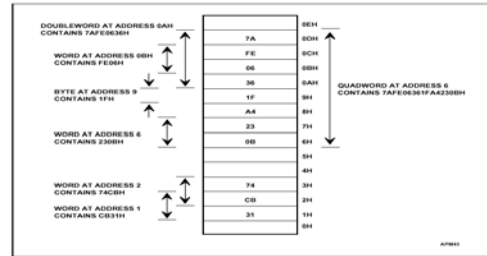 DOUBLEWORD AT ADDRESS 0AH
CONTAINS 7AFE0636H
WORD AT ADDRESS 0BH
CONTAINS FE06H
BYTE AT ADDRESS 9
CONTAINS 1FH
WORD AT ADDRESS 6
CONTAINS 230BH
WORD AT ADDRESS 2
CONTAINS 74CBH
WORD AT ADDRESS 1
CONTAINS CB31H
0EH
7A 0DH
FE 0CH
06 0BH
36 0AH
1F 9H
A4 8H
23 7H
0B 6H
5H
4H
74 3H
CB 2H
31 1H
0H
QUADWORD AT ADDRESS 6
CONTAINS 7AFE06361FA4230BH